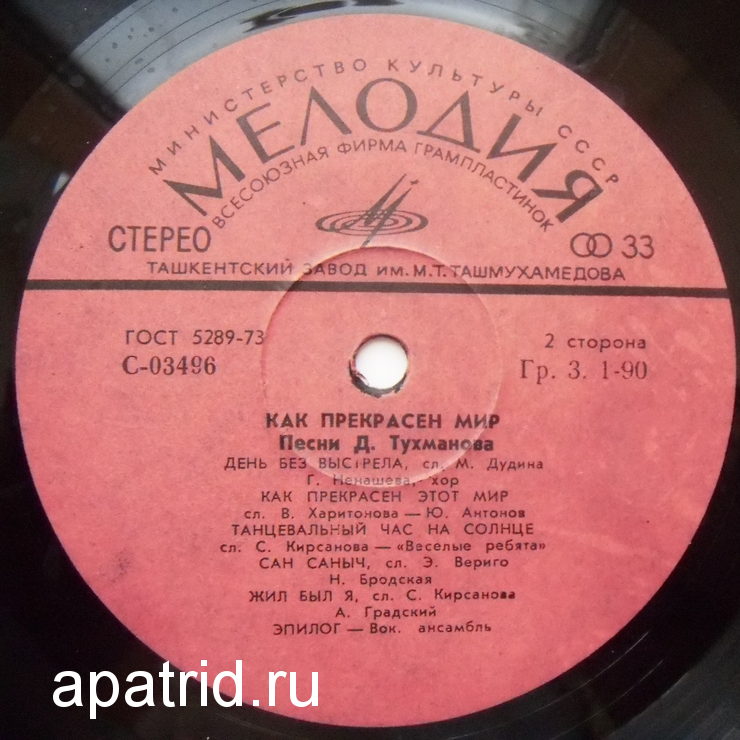 МИНИСТЕРСТВО КУЛЬТУРЫ СССР
МЕЛОДИЯ
ВСЕСОЮЗНАЯ ФИРМА ГРАМПЛАСТИНОК
СТЕРЕО
33
ТАШКЕНТСКИЙ ЗАВОД ИМ. М.Т. ТАШМУХАМЕДОВА
ГОСТ 5289-73
2 сторона
С-03496
Гр. 3. 1-90
КАК ПРЕКРАСЕН МИР
Песни Д. Тухманова
ДЕНЬ БЕЗ ВЫСТРЕЛА, сл. М. Дудина
Г. Ненашева, хор
КАК ПРЕКРАСЕН ЭТОТ МИР
сл. В. Харитонова — Ю. Антонов
ТАНЦЕВАЛЬНЫЙ ЧАС НА СОЛНЦЕ
сл. С. Кирсанова — «Веселые ребята»
САН САНЫЧ, сл. Э. Вериго
Н. Бродская
ЖИЛ БЫЛ Я, сл. С. Кирсанова
А. Градский
ЭПИЛОГ — Вок. ансамбль
apatrid.ru